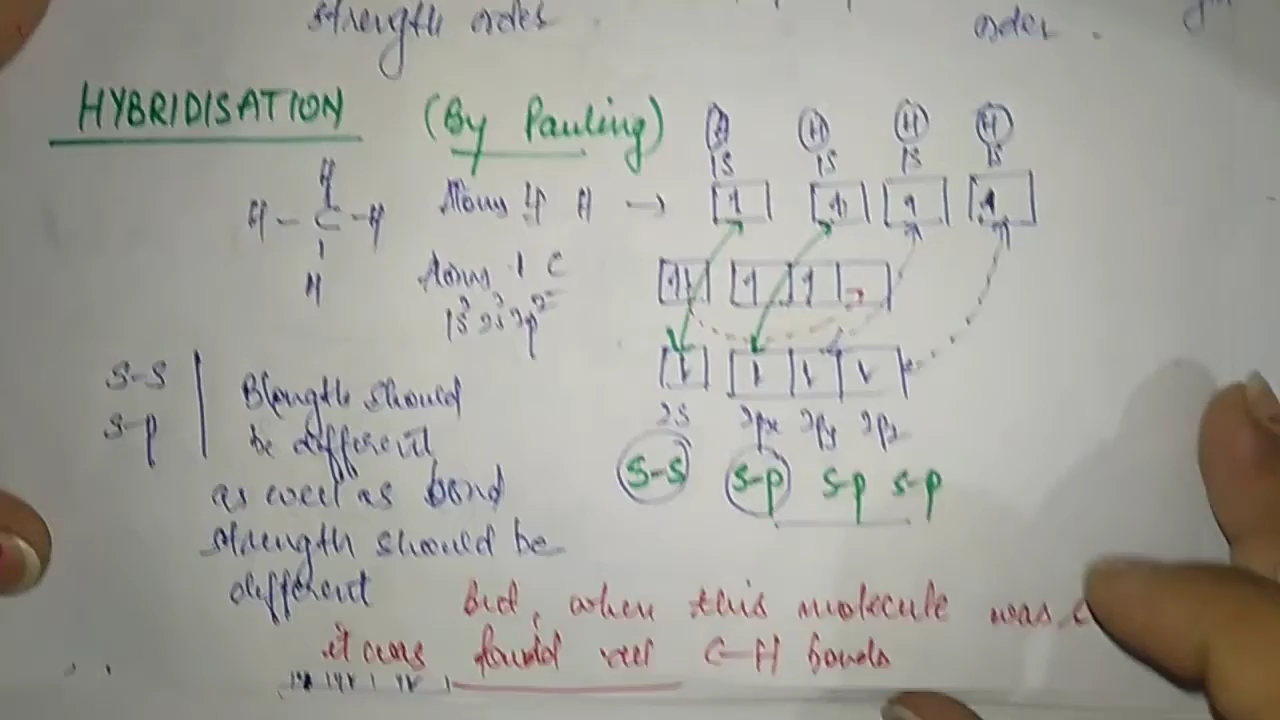 strength order
order .
HYBRIDISATION (By Pauling)
H H H H
1S 1S 1S 1S
H
H - C - H
H
4 H →
1 C
1s² 2s² 2p²
2s 2px 2py 2pz
S-S
S-p
S-S S-p S-p S-p
Blength should
be different
as well as bond
strength should be
different
But, when this molecule was
it was found all C-H bonds